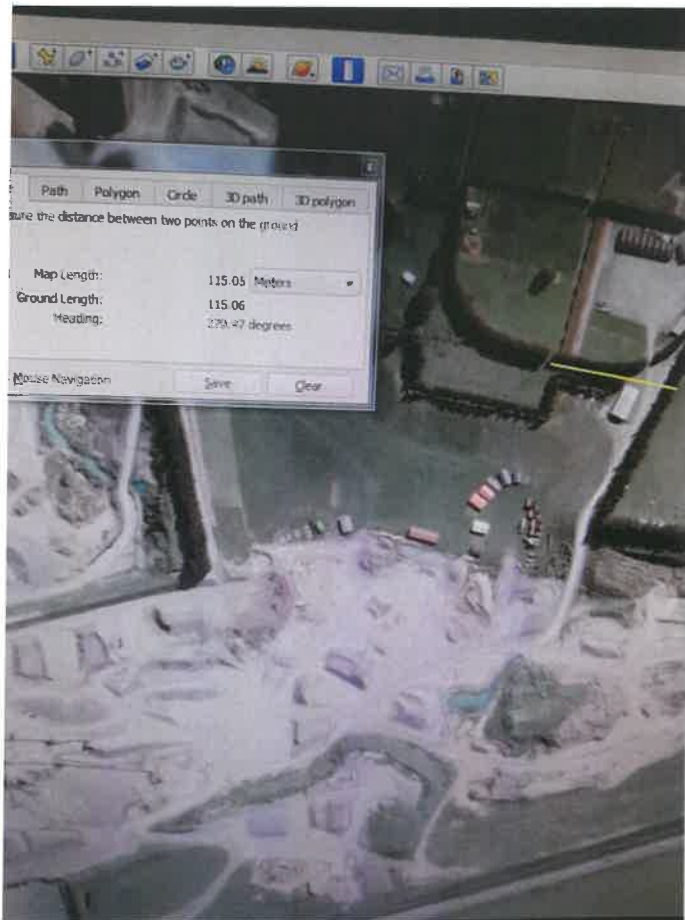 Path Polygon Circle 3D path 3D polygon
sure the distance between two points on the ground
Map Length: 115.05 Meters
Ground Length: 115.06
Heading: 279.47 degrees
Mouse Navigation Save Clear